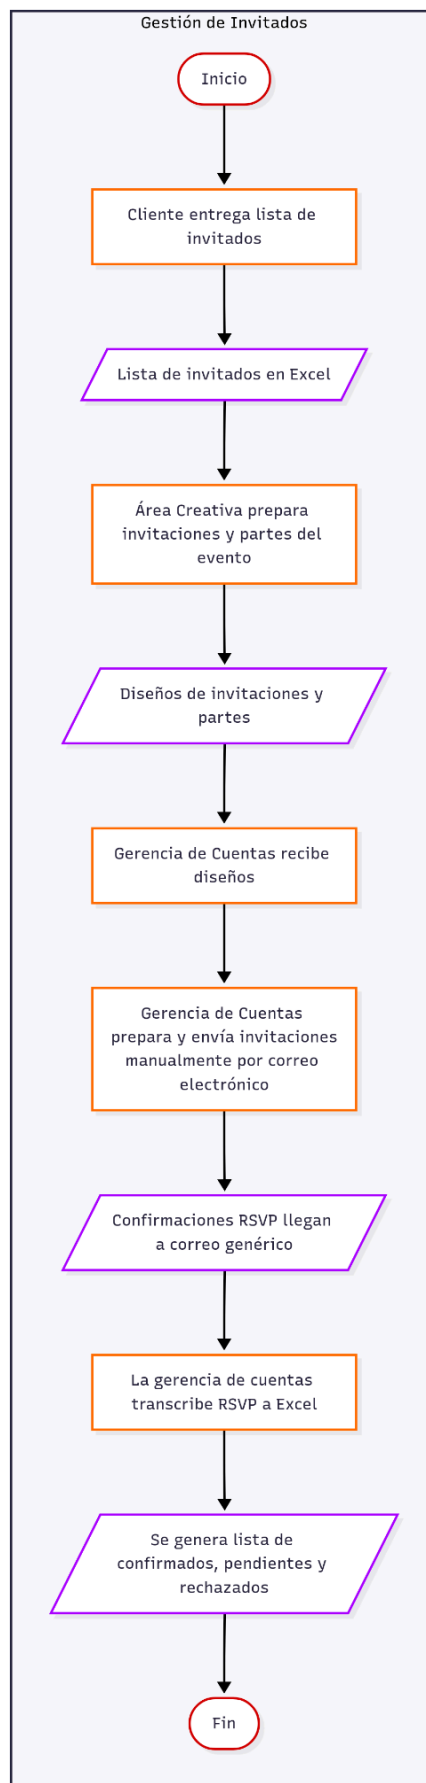 Gestión de Invitados
Inicio
Cliente entrega lista de
invitados
Lista de invitados en Excel
Área Creativa prepara
invitaciones y partes del
evento
Diseños de invitaciones y
partes
Gerencia de Cuentas recibe
diseños
Gerencia de Cuentas
prepara y envía invitaciones
manualmente por correo
electrónico
Confirmaciones RSVP llegan
a correo genérico
La gerencia de cuentas
transcribe RSVP a Excel
Se genera lista de
confirmados, pendientes y
rechazados
Fin